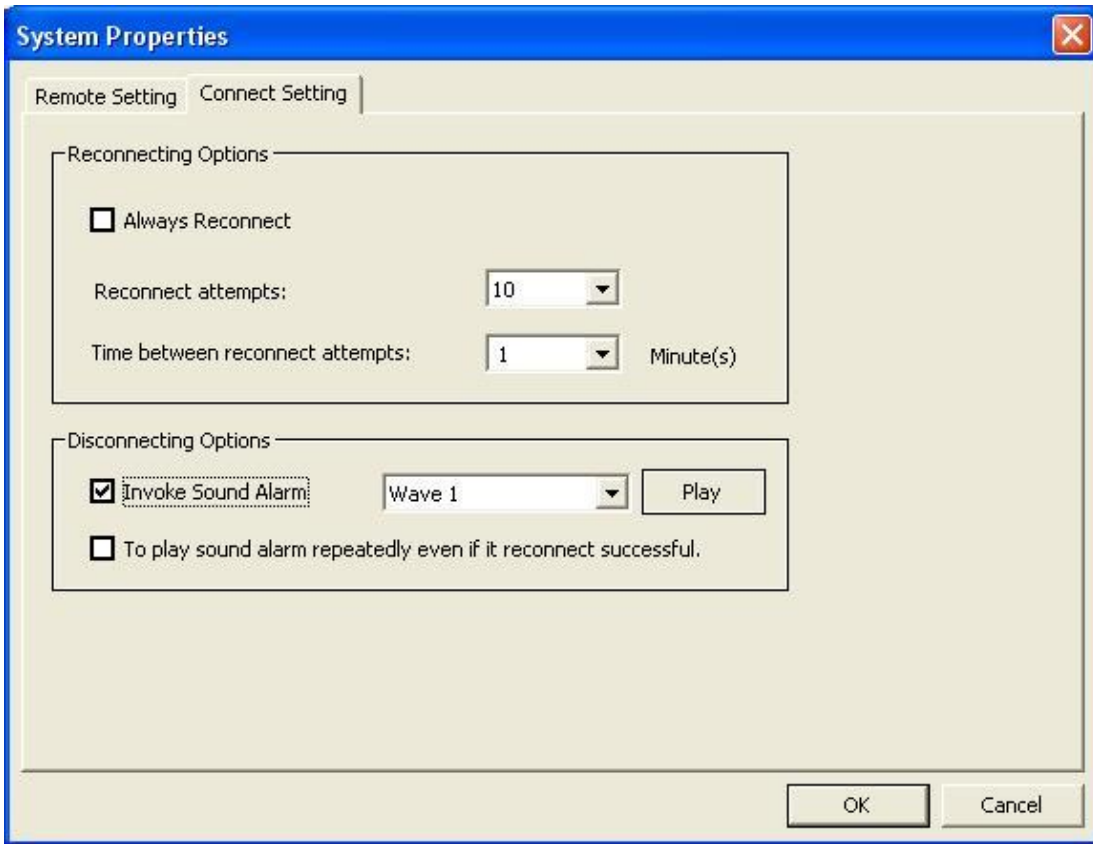 System Properties
Remote Setting Connect Setting
Reconnecting Options
Always Reconnect
Reconnect attempts: 10
Time between reconnect attempts: 1 Minute(s)
Disconnecting Options
Invoke Sound Alarm Wave 1 Play
To play sound alarm repeatedly even if it reconnect successful.
OK Cancel